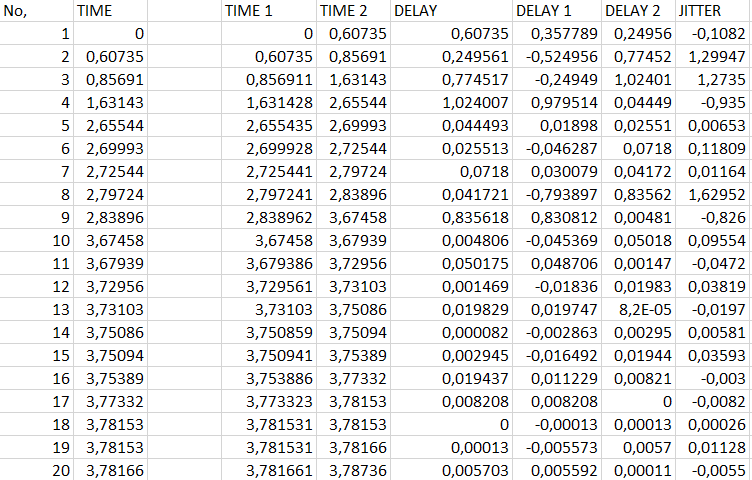 No, TIME TIME 1 TIME 2 DELAY DELAY 1 DELAY 2 JITTER
1 0 0 0,60735 0,60735 0,357789 0,24956 -0,1082
2 0,60735 0,60735 0,85691 0,249561 -0,524956 0,77452 1,29947
3 0,85691 0,856911 1,63143 0,774517 -0,24949 1,02401 1,2735
4 1,63143 1,631428 2,65544 1,024007 0,979514 0,04449 -0,935
5 2,65544 2,655435 2,69993 0,044493 0,01898 0,02551 0,00653
6 2,69993 2,699928 2,72544 0,025513 -0,046287 0,0718 0,11809
7 2,72544 2,725441 2,79724 0,0718 0,030079 0,04172 0,01164
8 2,79724 2,797241 2,83896 0,041721 -0,793897 0,83562 1,62952
9 2,83896 2,838962 3,67458 0,835618 0,830812 0,00481 -0,826
10 3,67458 3,67458 3,67939 0,004806 -0,045369 0,05018 0,09554
11 3,67939 3,679386 3,72956 0,050175 0,048706 0,00147 -0,0472
12 3,72956 3,729561 3,73103 0,001469 -0,01836 0,01983 0,03819
13 3,73103 3,73103 3,75086 0,019829 0,019747 8,2E-05 -0,0197
14 3,75086 3,750859 3,75094 0,000082 -0,002863 0,00295 0,00581
15 3,75094 3,750941 3,75389 0,002945 -0,016492 0,01944 0,03593
16 3,75389 3,753886 3,77332 0,019437 0,011229 0,00821 -0,003
17 3,77332 3,773323 3,78153 0,008208 0,008208 0 -0,0082
18 3,78153 3,781531 3,78153 0 -0,00013 0,00013 0,00026
19 3,78153 3,781531 3,78166 0,00013 -0,005573 0,0057 0,01128
20 3,78166 3,781661 3,78736 0,005703 0,005592 0,00011 -0,0055